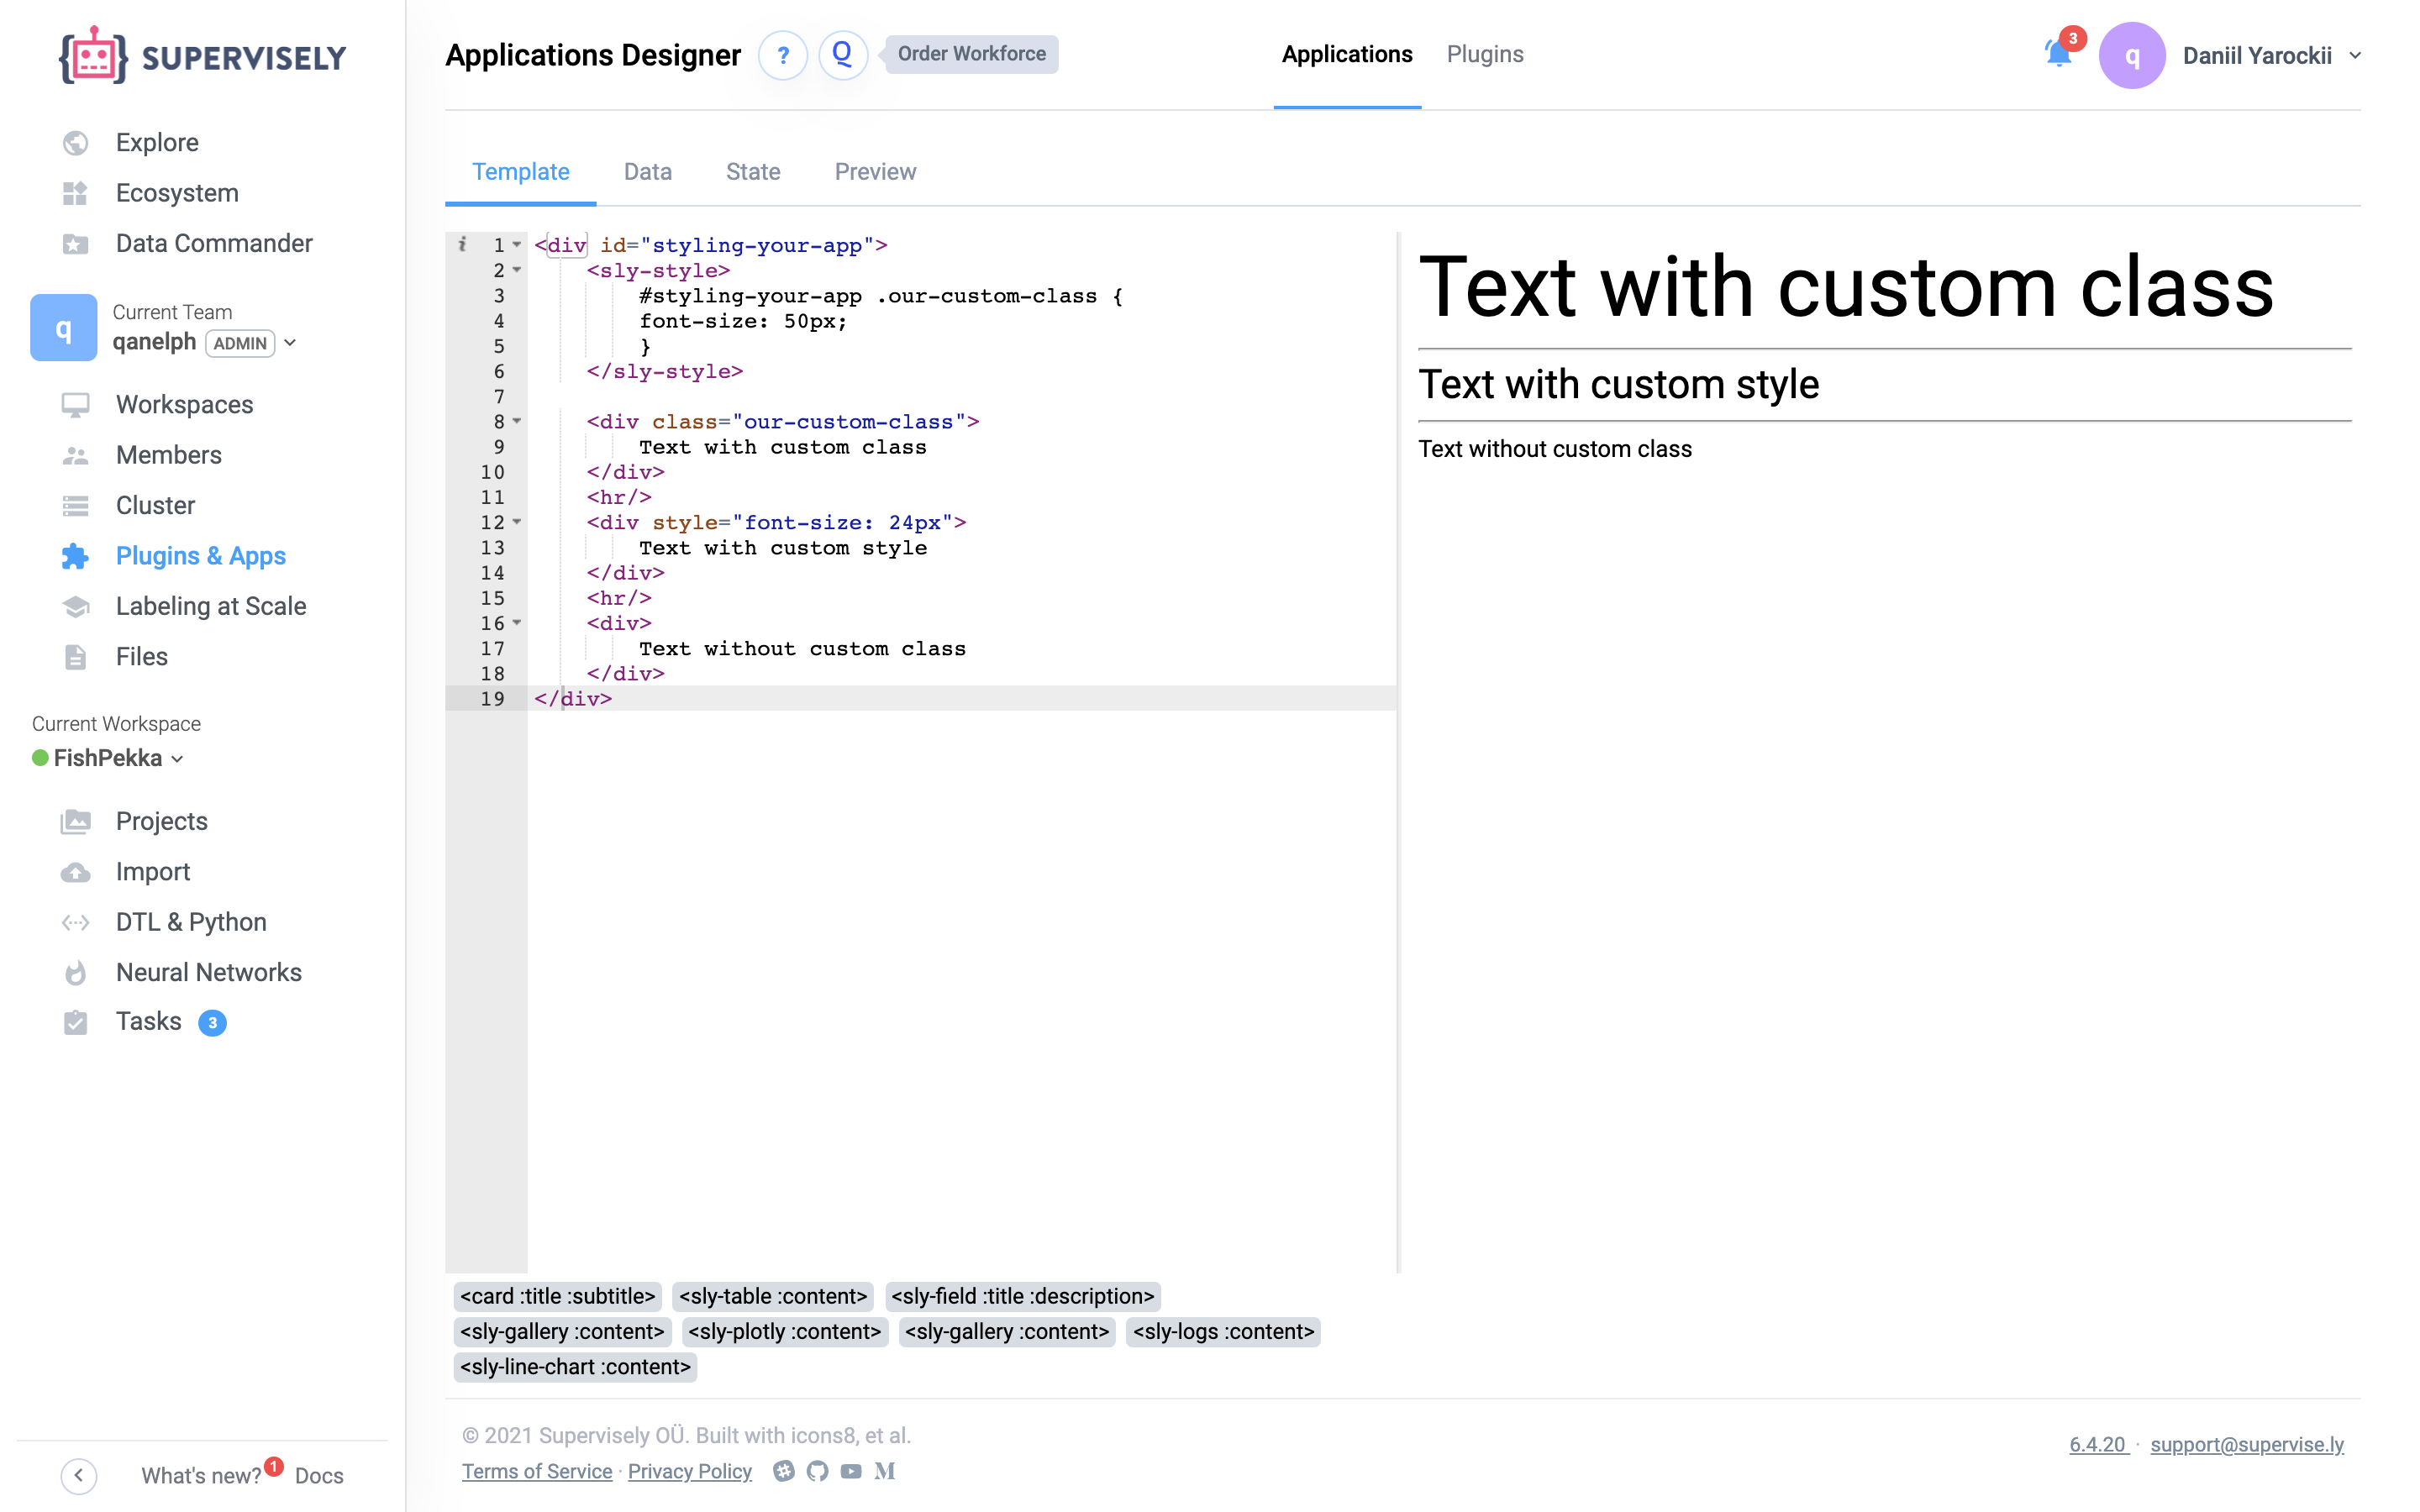 SUPERVISELY
Explore
Ecosystem
Data Commander
q
Current Team
qanelph ADMIN
Workspaces
Members
Cluster
Plugins & Apps
Labeling at Scale
Files
Current Workspace
FishPekka
Projects
Import
DTL & Python
Neural Networks
Tasks 3
What's new? 1 Docs
Applications Designer ? Q Order Workforce
Applications Plugins
3 q Daniil Yarockii
Template Data State Preview
i 1 <div id="styling-your-app">
2 <sly-style>
3 #styling-your-app .our-custom-class {
4 font-size: 50px;
5 }
6 </sly-style>
7
8 <div class="our-custom-class">
9 Text with custom class
10 </div>
11 <hr/>
12 <div style="font-size: 24px">
13 Text with custom style
14 </div>
15 <hr/>
16 <div>
17 Text without custom class
18 </div>
19 </div>
Text with custom class
Text with custom style
Text without custom class
<card :title :subtitle> <sly-table :content> <sly-field :title :description>
<sly-gallery :content> <sly-plotly :content> <sly-gallery :content> <sly-logs :content>
<sly-line-chart :content>
© 2021 Supervisely OÜ. Built with icons8, et al.
Terms of Service · Privacy Policy
6.4.20 · support@supervise.ly